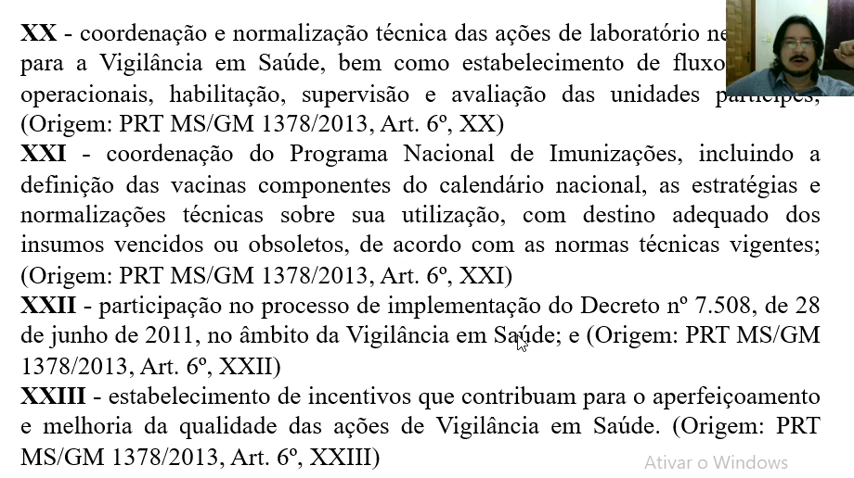 XX - coordenação e normalização técnica das ações de laboratório
para a Vigilância em Saúde, bem como estabelecimento de
operacionais, habilitação, supervisão e avaliação das unidades partícipes;
(Origem: PRT MS/GM 1378/2013, Art. 6º, XX)
XXI - coordenação do Programa Nacional de Imunizações, incluindo a
definição das vacinas componentes do calendário nacional, as estratégias e
normalizações técnicas sobre sua utilização, com destino adequado dos
insumos vencidos ou obsoletos, de acordo com as normas técnicas vigentes;
(Origem: PRT MS/GM 1378/2013, Art. 6º, XXI)
XXII - participação no processo de implementação do Decreto nº 7.508, de 28
de junho de 2011, no âmbito da Vigilância em Saúde; e (Origem: PRT MS/GM
1378/2013, Art. 6º, XXII)
XXIII - estabelecimento de incentivos que contribuam para o aperfeiçoamento
e melhoria da qualidade das ações de Vigilância em Saúde. (Origem: PRT
MS/GM 1378/2013, Art. 6º, XXIII)
Ativar o Windows